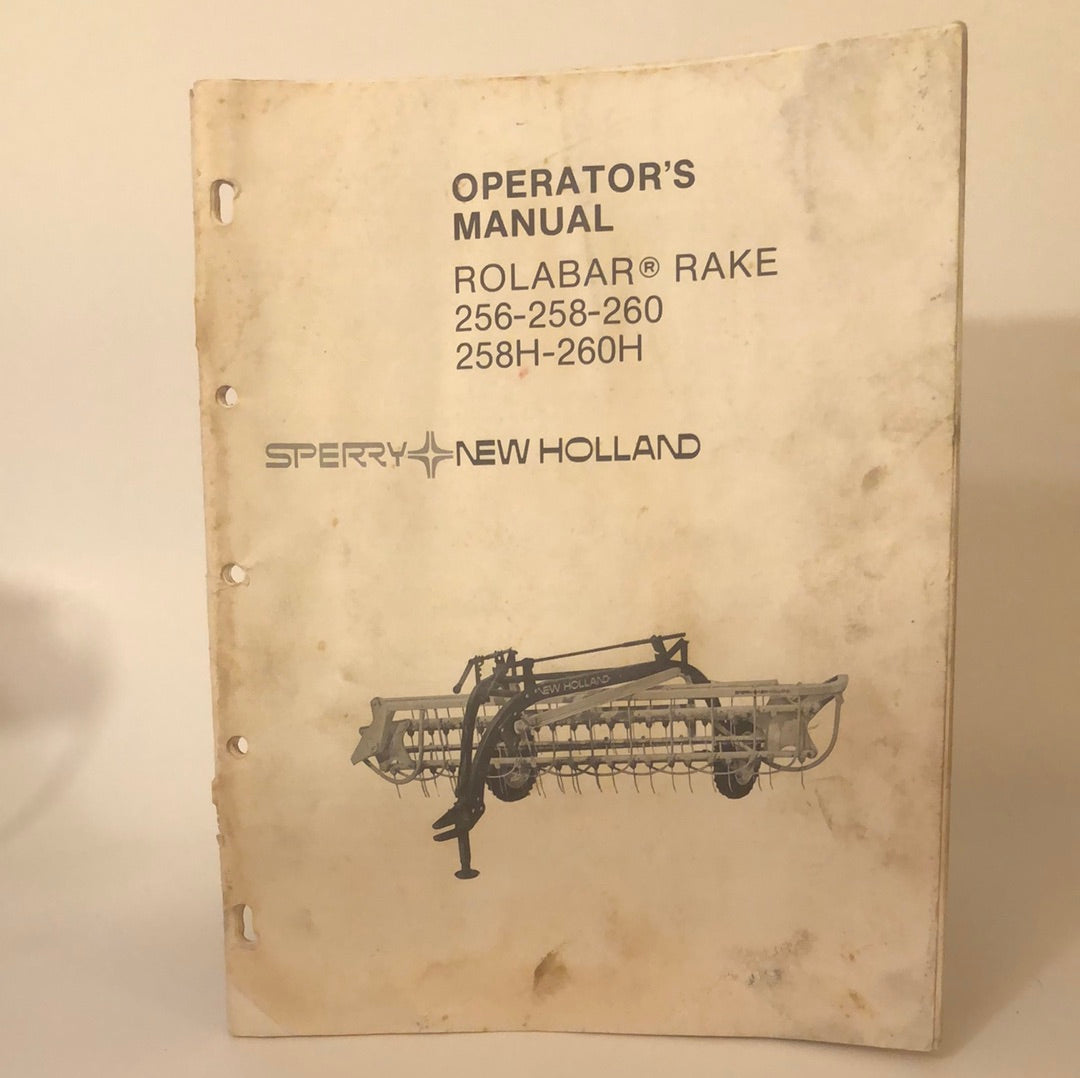 OPERATOR'S
MANUAL
ROLABAR® RAKE
256-258-260
258H-260H
SPERRY NEW HOLLAND
NEW HOLLAND